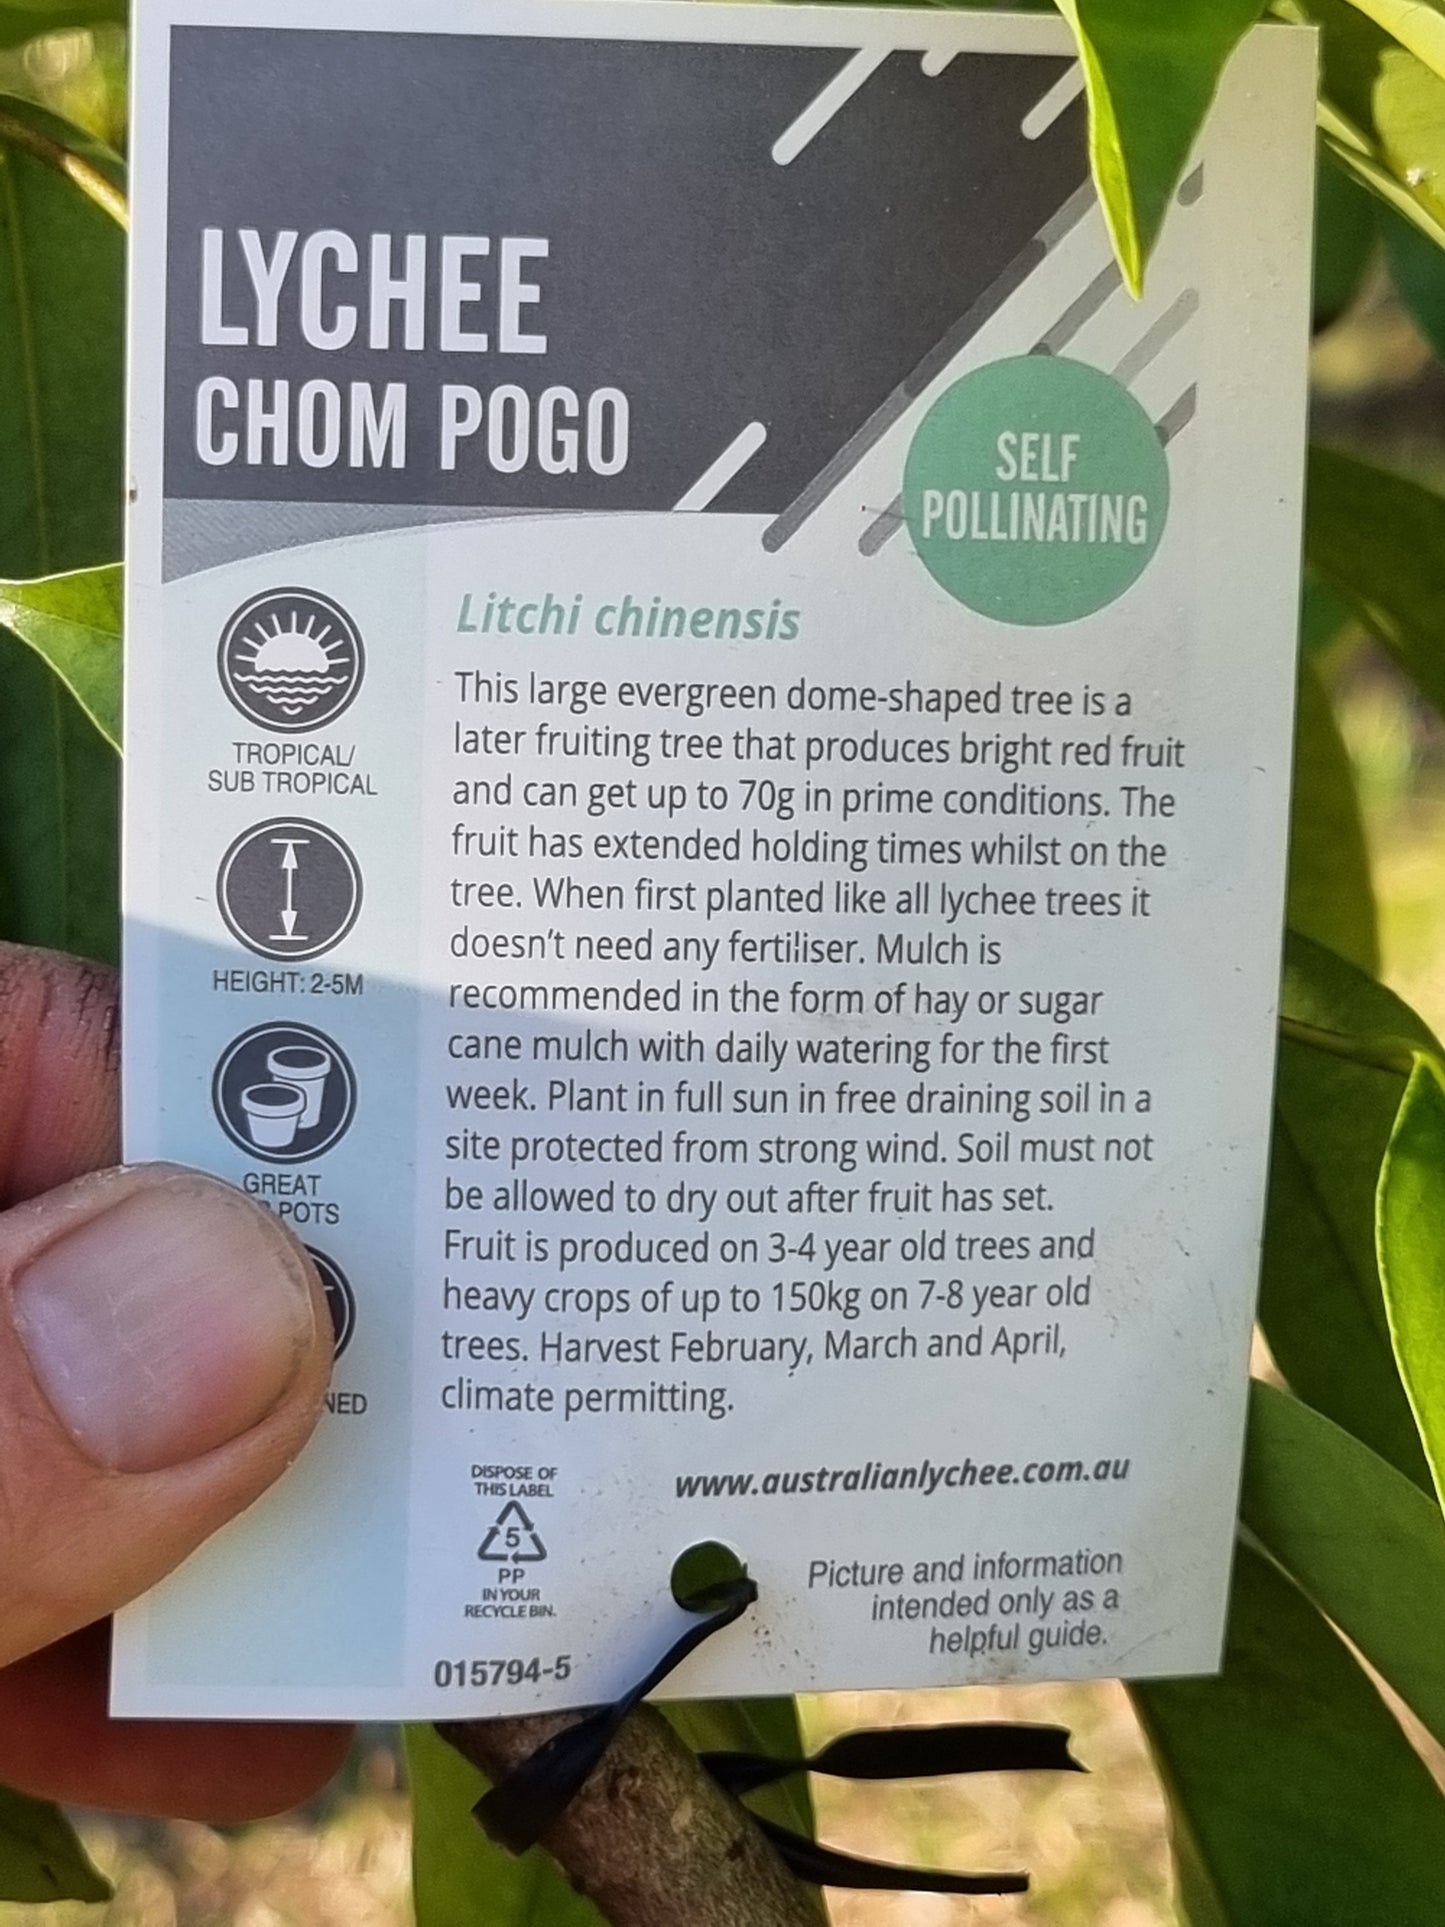 LYCHEE
CHOM POGO
SELF
POLLINATING
Litchi chinensis
This large evergreen dome-shaped tree is a
later fruiting tree that produces bright red fruit
and can get up to 70g in prime conditions. The
fruit has extended holding times whilst on the
tree. When first planted like all lychee trees it
doesn't need any fertiliser. Mulch is
recommended in the form of hay or sugar
cane mulch with daily watering for the first
week. Plant in full sun in free draining soil in a
site protected from strong wind. Soil must not
be allowed to dry out after fruit has set.
Fruit is produced on 3-4 year old trees and
heavy crops of up to 150kg on 7-8 year old
trees. Harvest February, March and April,
climate permitting.
TROPICAL/
SUB TROPICAL
HEIGHT: 2-5M
GREAT
POTS
www.australianlychee.com.au
DISPOSE OF
THIS LABEL
5
PP
IN YOUR
RECYCLE BIN.
Picture and information
intended only as a
helpful guide.
015794-5